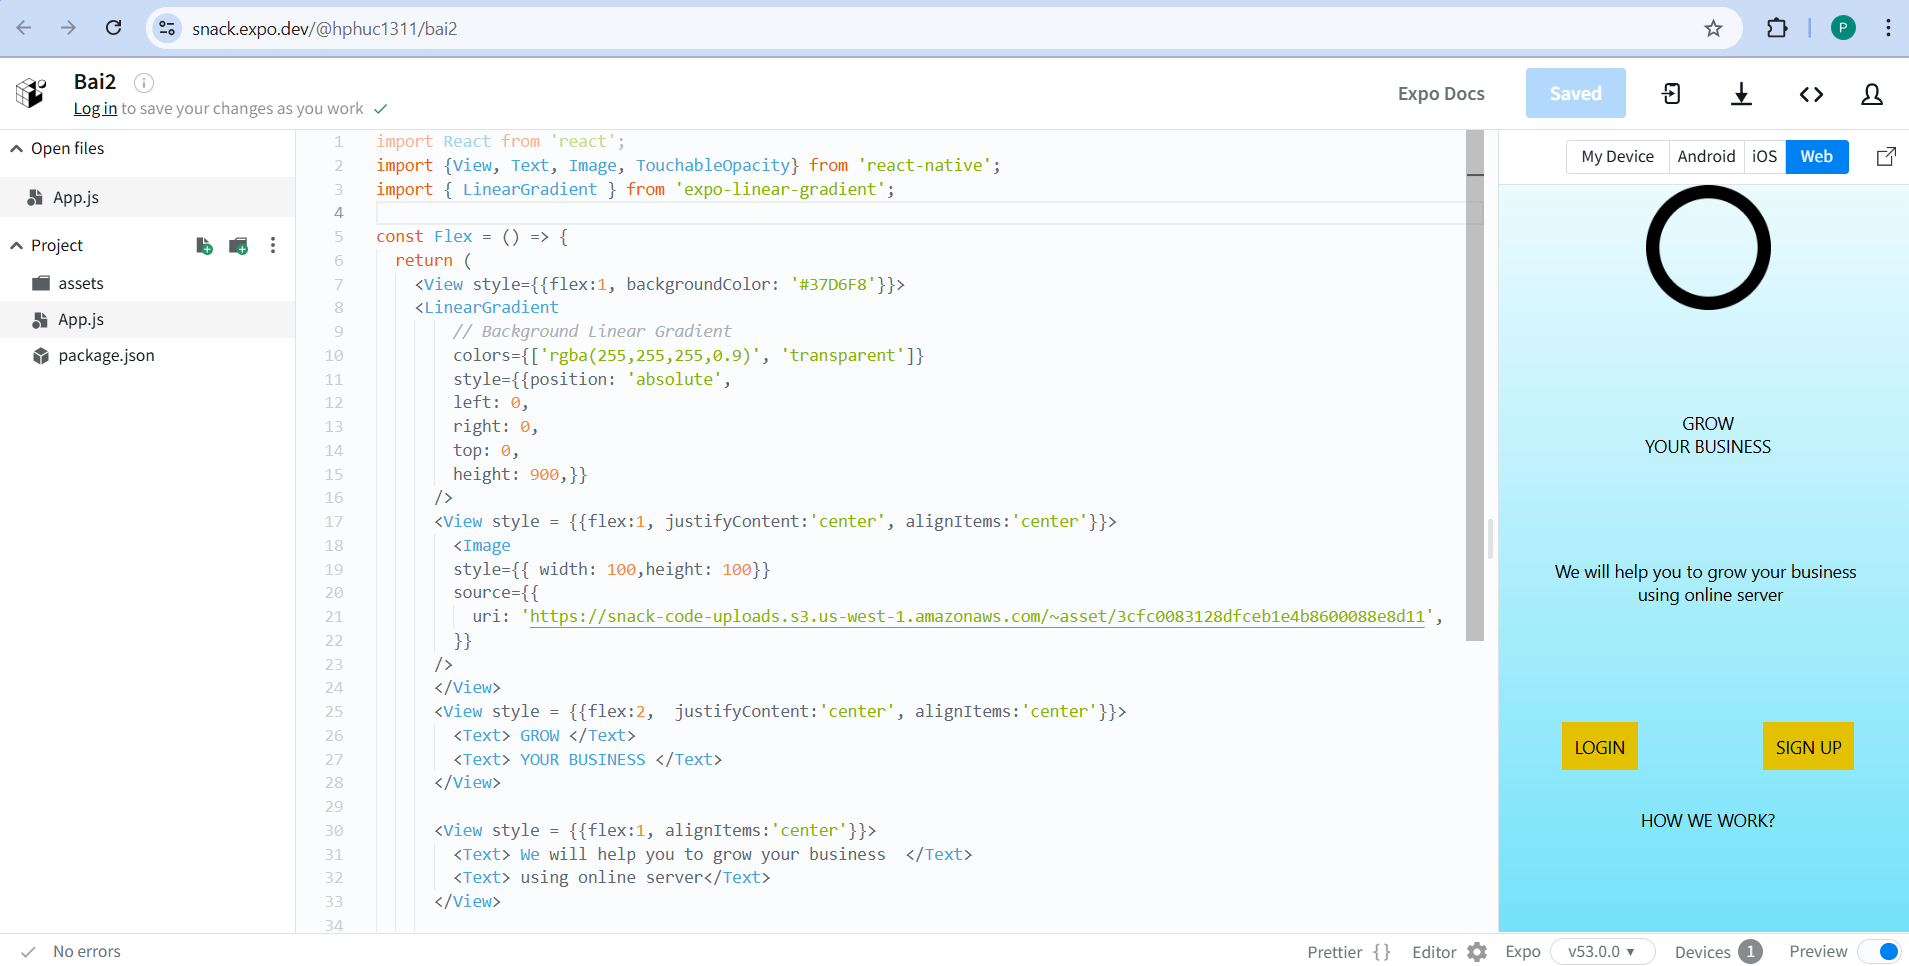 snack.expo.dev/@hphuc1311/bai2
P
Bai2
Log in to save your changes as you work
Expo Docs
Saved
Open files
App.js
Project
assets
App.js
package.json
1 import React from 'react';
2 import {View, Text, Image, TouchableOpacity} from 'react-native';
3 import { LinearGradient } from 'expo-linear-gradient';
4
5 const Flex = () => {
6 return (
7 <View style={{flex:1, backgroundColor: '#37D6F8'}}>
8 <LinearGradient
9 // Background Linear Gradient
10 colors={['rgba(255,255,255,0.9)', 'transparent']}
11 style={{position: 'absolute',
12 left: 0,
13 right: 0,
14 top: 0,
15 height: 900,}}
16 />
17 <View style = {{flex:1, justifyContent:'center', alignItems:'center'}}>
18 <Image
19 style={{ width: 100,height: 100}}
20 source={{
21 uri: 'https://snack-code-uploads.s3.us-west-1.amazonaws.com/~asset/3cfc0083128dfceb1e4b8600088e8d11',
22 }}
23 />
24 </View>
25 <View style = {{flex:2,  justifyContent:'center', alignItems:'center'}}>
26 <Text> GROW </Text>
27 <Text> YOUR BUSINESS </Text>
28 </View>
29
30 <View style = {{flex:1, alignItems:'center'}}>
31 <Text> We will help you to grow your business  </Text>
32 <Text> using online server</Text>
33 </View>
34
My Device Android iOS Web
GROW
YOUR BUSINESS
We will help you to grow your business
using online server
LOGIN SIGN UP
HOW WE WORK?
No errors
Prettier {} Editor Expo v53.0.0 ▾ Devices 1 Preview